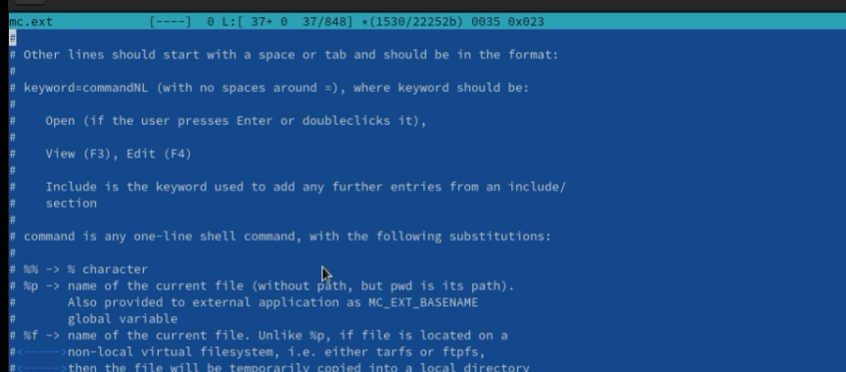 mc.ext [----] 0 L:[ 37+ 0 37/848] *(1530/22252b) 0035 0x023
#
# Other lines should start with a space or tab and should be in the format:
#
# keyword=commandNL (with no spaces around =), where keyword should be:
#
# Open (if the user presses Enter or doubleclicks it),
#
# View (F3), Edit (F4)
#
# Include is the keyword used to add any further entries from an include/
# section
#
# command is any one-line shell command, with the following substitutions:
#
# %% -> % character
# %p -> name of the current file (without path, but pwd is its path).
# Also provided to external application as MC_EXT_BASENAME
# global variable
# %f -> name of the current file. Unlike %p, if file is located on a
#<----->non-local virtual filesystem, i.e. either tarfs or ftpfs,
#<----->then the file will be temporarily copied into a local directory